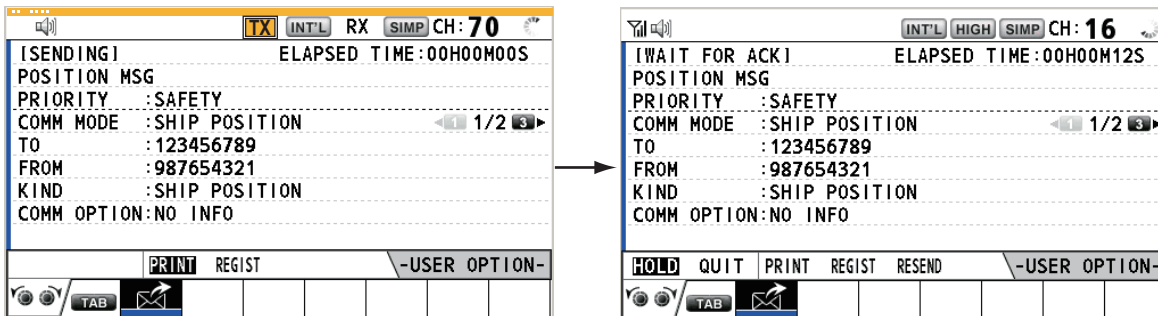 TX INT'L RX SIMP CH:70
[SENDING] ELAPSED TIME:00H00M00S
POSITION MSG
PRIORITY :SAFETY
COMM MODE :SHIP POSITION 1 1/2 3
TO :123456789
FROM :987654321
KIND :SHIP POSITION
COMM OPTION:NO INFO
PRINT REGIST -USER OPTION-
TAB
INT'L HIGH SIMP CH:16
[WAIT FOR ACK] ELAPSED TIME:00H00M12S
POSITION MSG
PRIORITY :SAFETY
COMM MODE :SHIP POSITION 1 1/2 3
TO :123456789
FROM :987654321
KIND :SHIP POSITION
COMM OPTION:NO INFO
HOLD QUIT PRINT REGIST RESEND -USER OPTION-
TAB